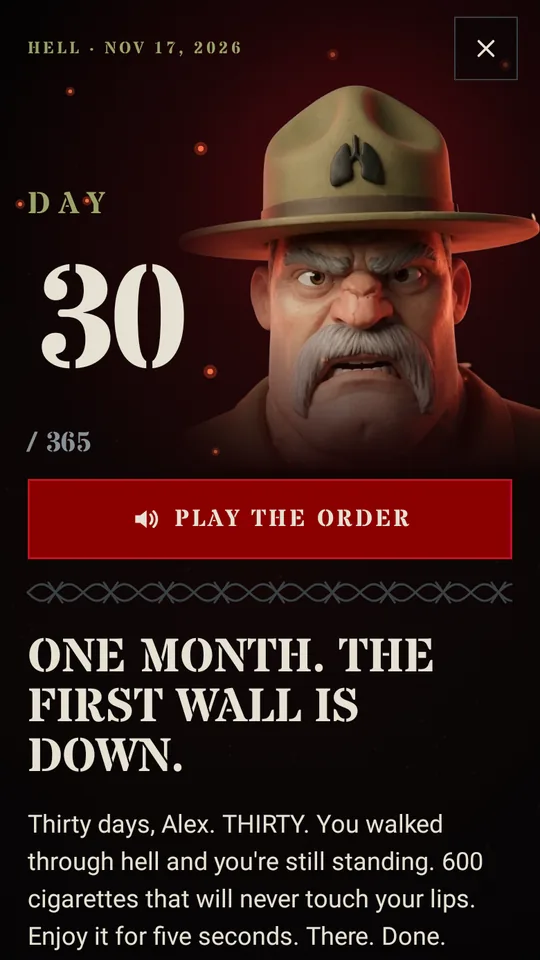 HELL · NOV 17, 2026
DAY
30
/ 365
PLAY THE ORDER
ONE MONTH. THE
FIRST WALL IS
DOWN.
Thirty days, Alex. THIRTY. You walked
through hell and you're still standing. 600
cigarettes that will never touch your lips.
Enjoy it for five seconds. There. Done.